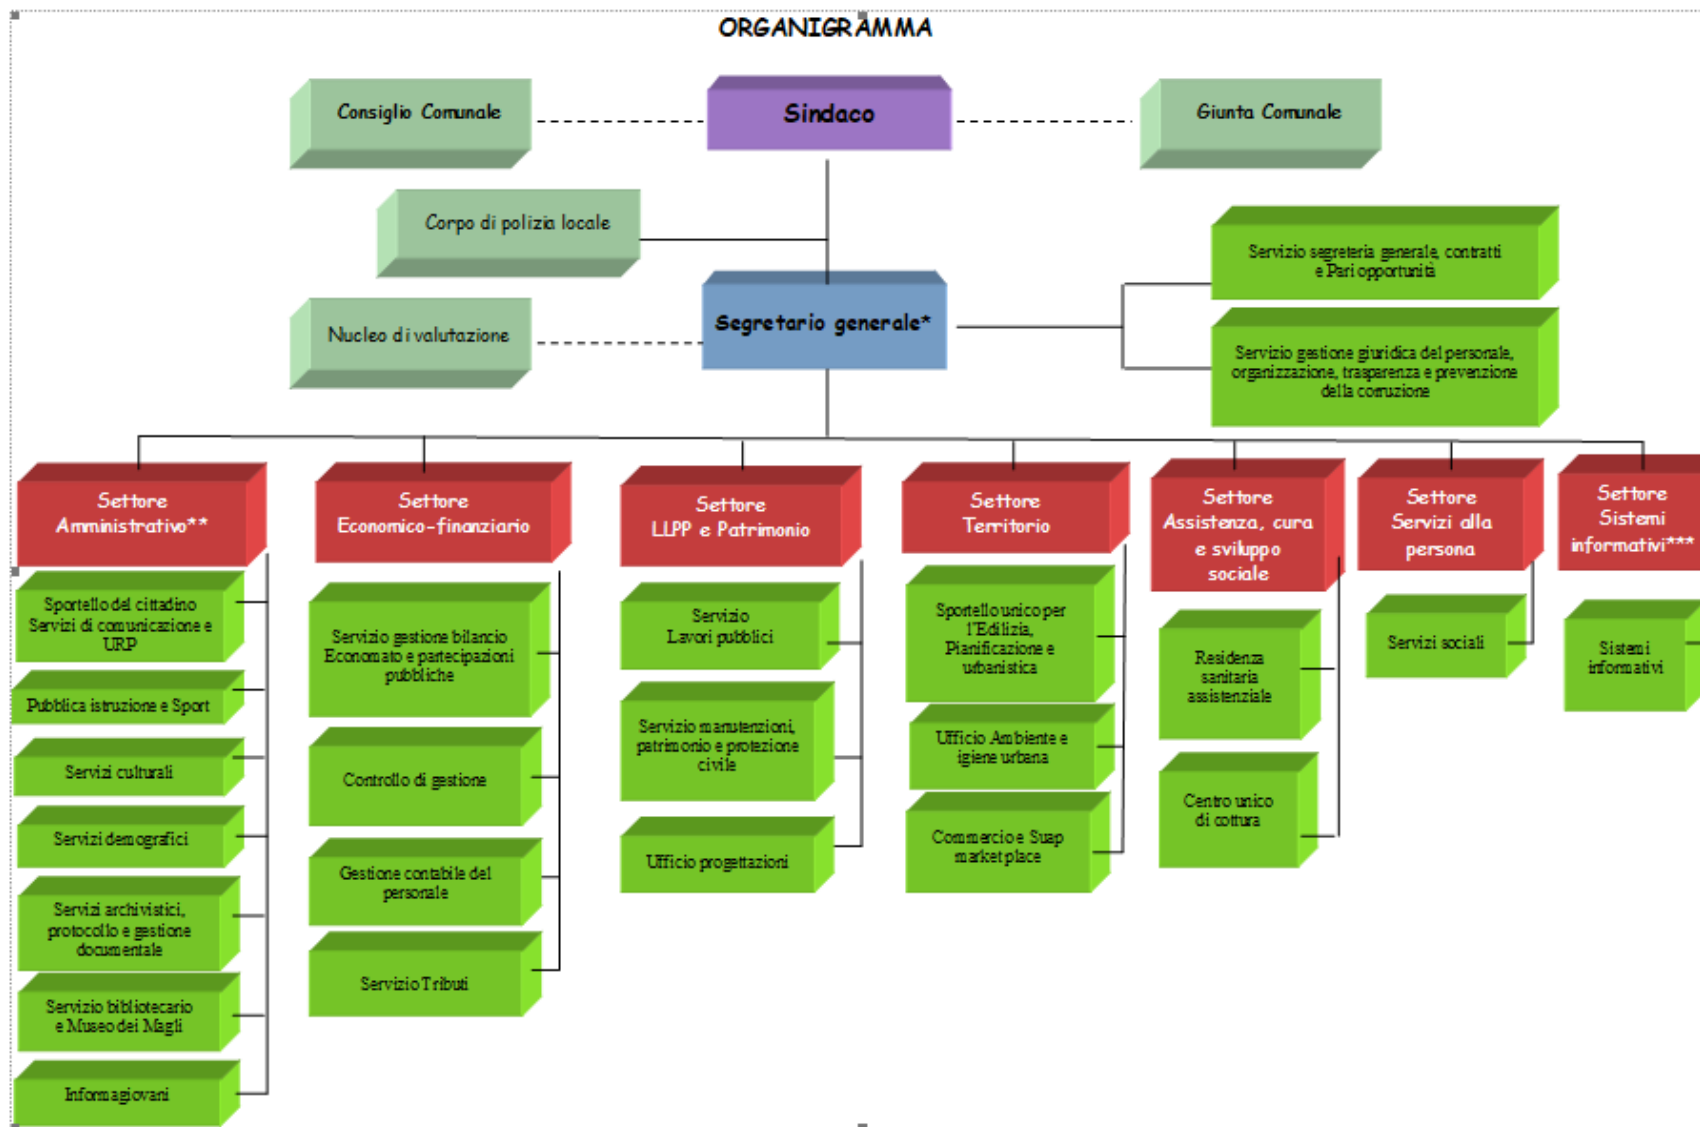 ORGANIGRAMMA
Consiglio Comunale
Sindaco
Giunta Comunale
Corpo di polizia locale
Servizio segreteria generale, contratti
e Pari opportunità
Nucleo di valutazione
Segretario generale*
Servizio gestione giuridica del personale,
organizzazione, trasparenza e prevenzione
della corruzione
Settore
Amministrativo**
Sportello del cittadino
Servizi di comunicazione e
URP
Pubblica istruzione e Sport
Servizi culturali
Servizi demografici
Servizi archivistici,
protocollo e gestione
documentale
Servizio bibliotecario
e Museo dei Magli
Informagiovani
Settore
Economico-finanziario
Servizio gestione bilancio
Economato e partecipazioni
pubbliche
Controllo di gestione
Gestione contabile del
personale
Servizio Tributi
Settore
LLPP e Patrimonio
Servizio
Lavori pubblici
Servizio manutenzioni,
patrimonio e protezione
civile
Ufficio progettazioni
Settore
Territorio
Sportello unico per
l'Edilizia,
Pianificazione e
urbanistica
Ufficio Ambiente e
igiene urbana
Commercio e Suap
market place
Settore
Assistenza, cura
e sviluppo
sociale
Residenza
sanitaria
assistenziale
Centro unico
di cottura
Settore
Servizi alla
persona
Servizi sociali
Settore
Sistemi
informativi***
Sistemi
informativi